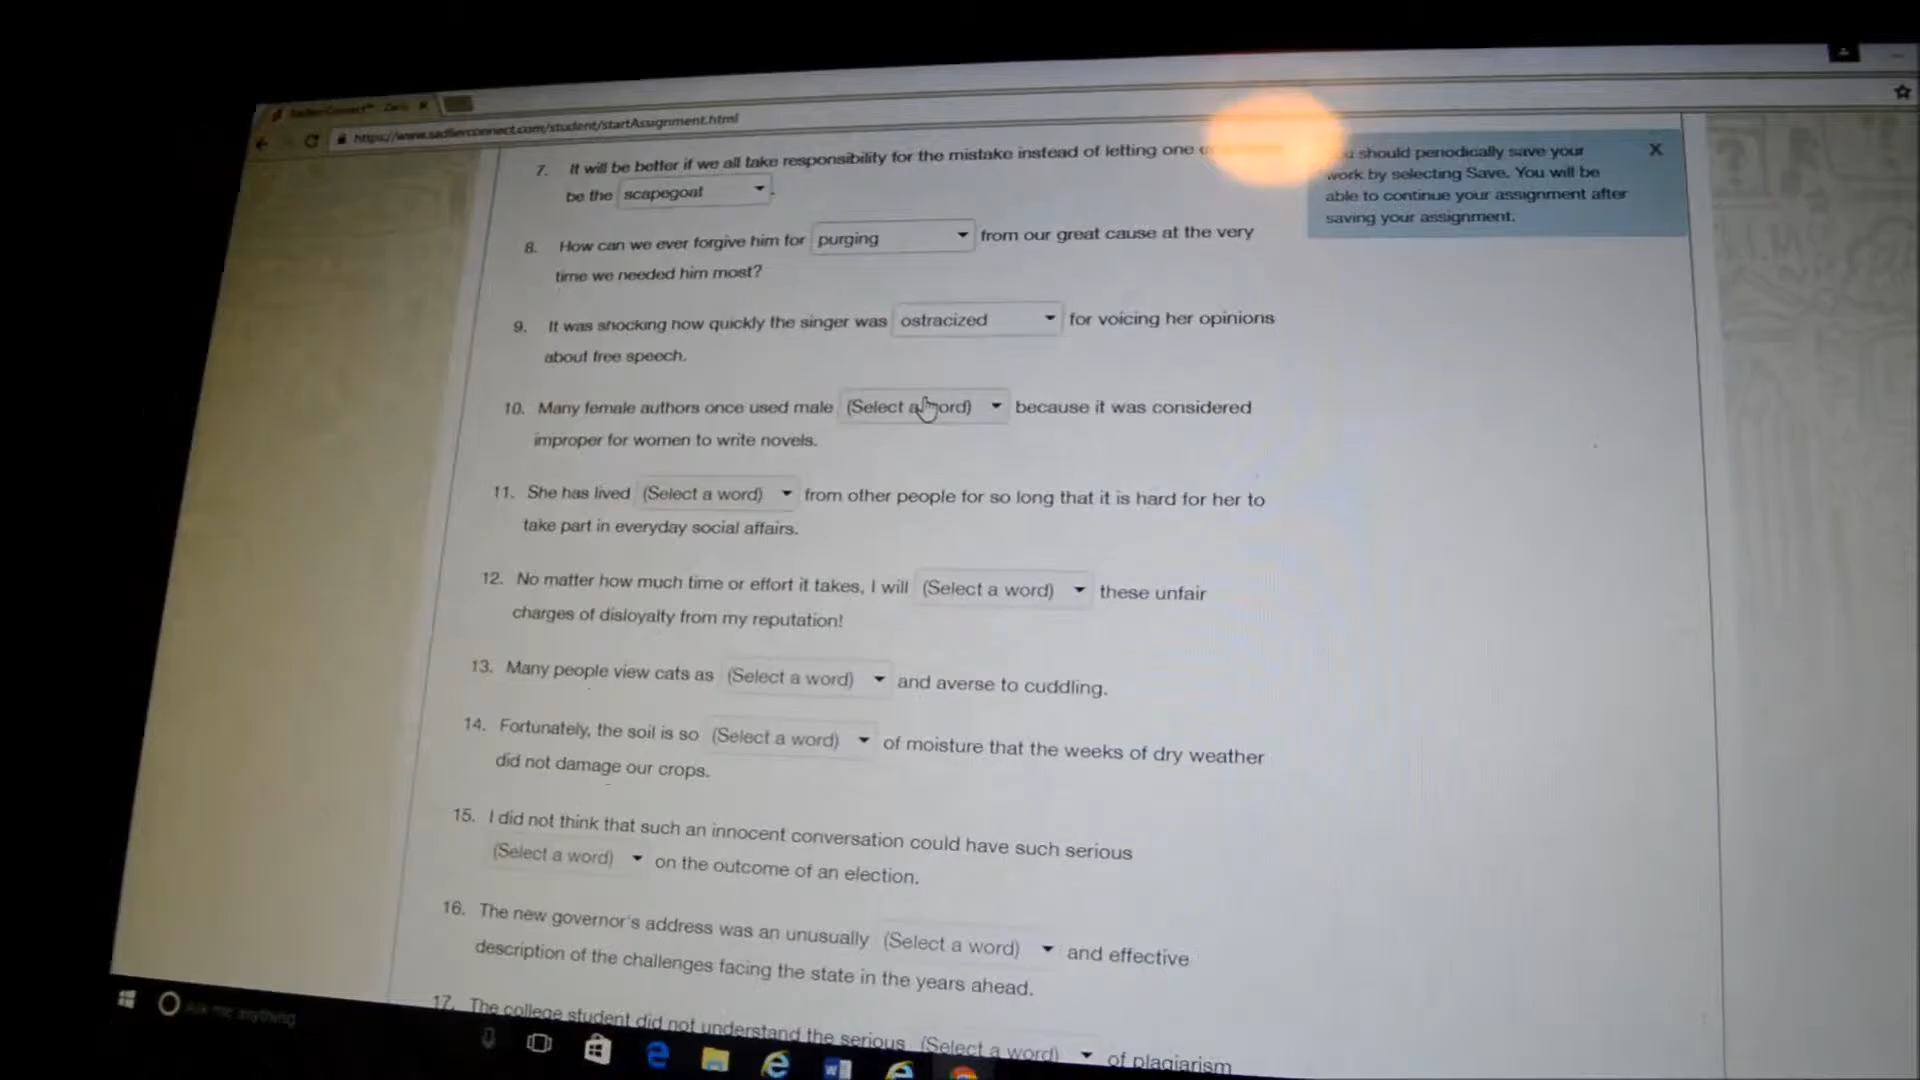 https://www.sadlierconnect.com/student/startAssignment.html
7. It will be better if we all take responsibility for the mistake instead of letting one
be the scapegoat .
8. How can we ever forgive him for purging from our great cause at the very
time we needed him most?
9. It was shocking how quickly the singer was ostracized for voicing her opinions
about free speech.
10. Many female authors once used male (Select a word) because it was considered
improper for women to write novels.
11. She has lived (Select a word) from other people for so long that it is hard for her to
take part in everyday social affairs.
12. No matter how much time or effort it takes, I will (Select a word) these unfair
charges of disloyalty from my reputation!
13. Many people view cats as (Select a word) and averse to cuddling.
14. Fortunately, the soil is so (Select a word) of moisture that the weeks of dry weather
did not damage our crops.
15. I did not think that such an innocent conversation could have such serious
(Select a word) on the outcome of an election.
16. The new governor's address was an unusually (Select a word) and effective
description of the challenges facing the state in the years ahead.
17. The college student did not understand the serious (Select a word) of plagiarism
should periodically save your
work by selecting Save. You will be
able to continue your assignment after
saving your assignment.
X
Ask me anything